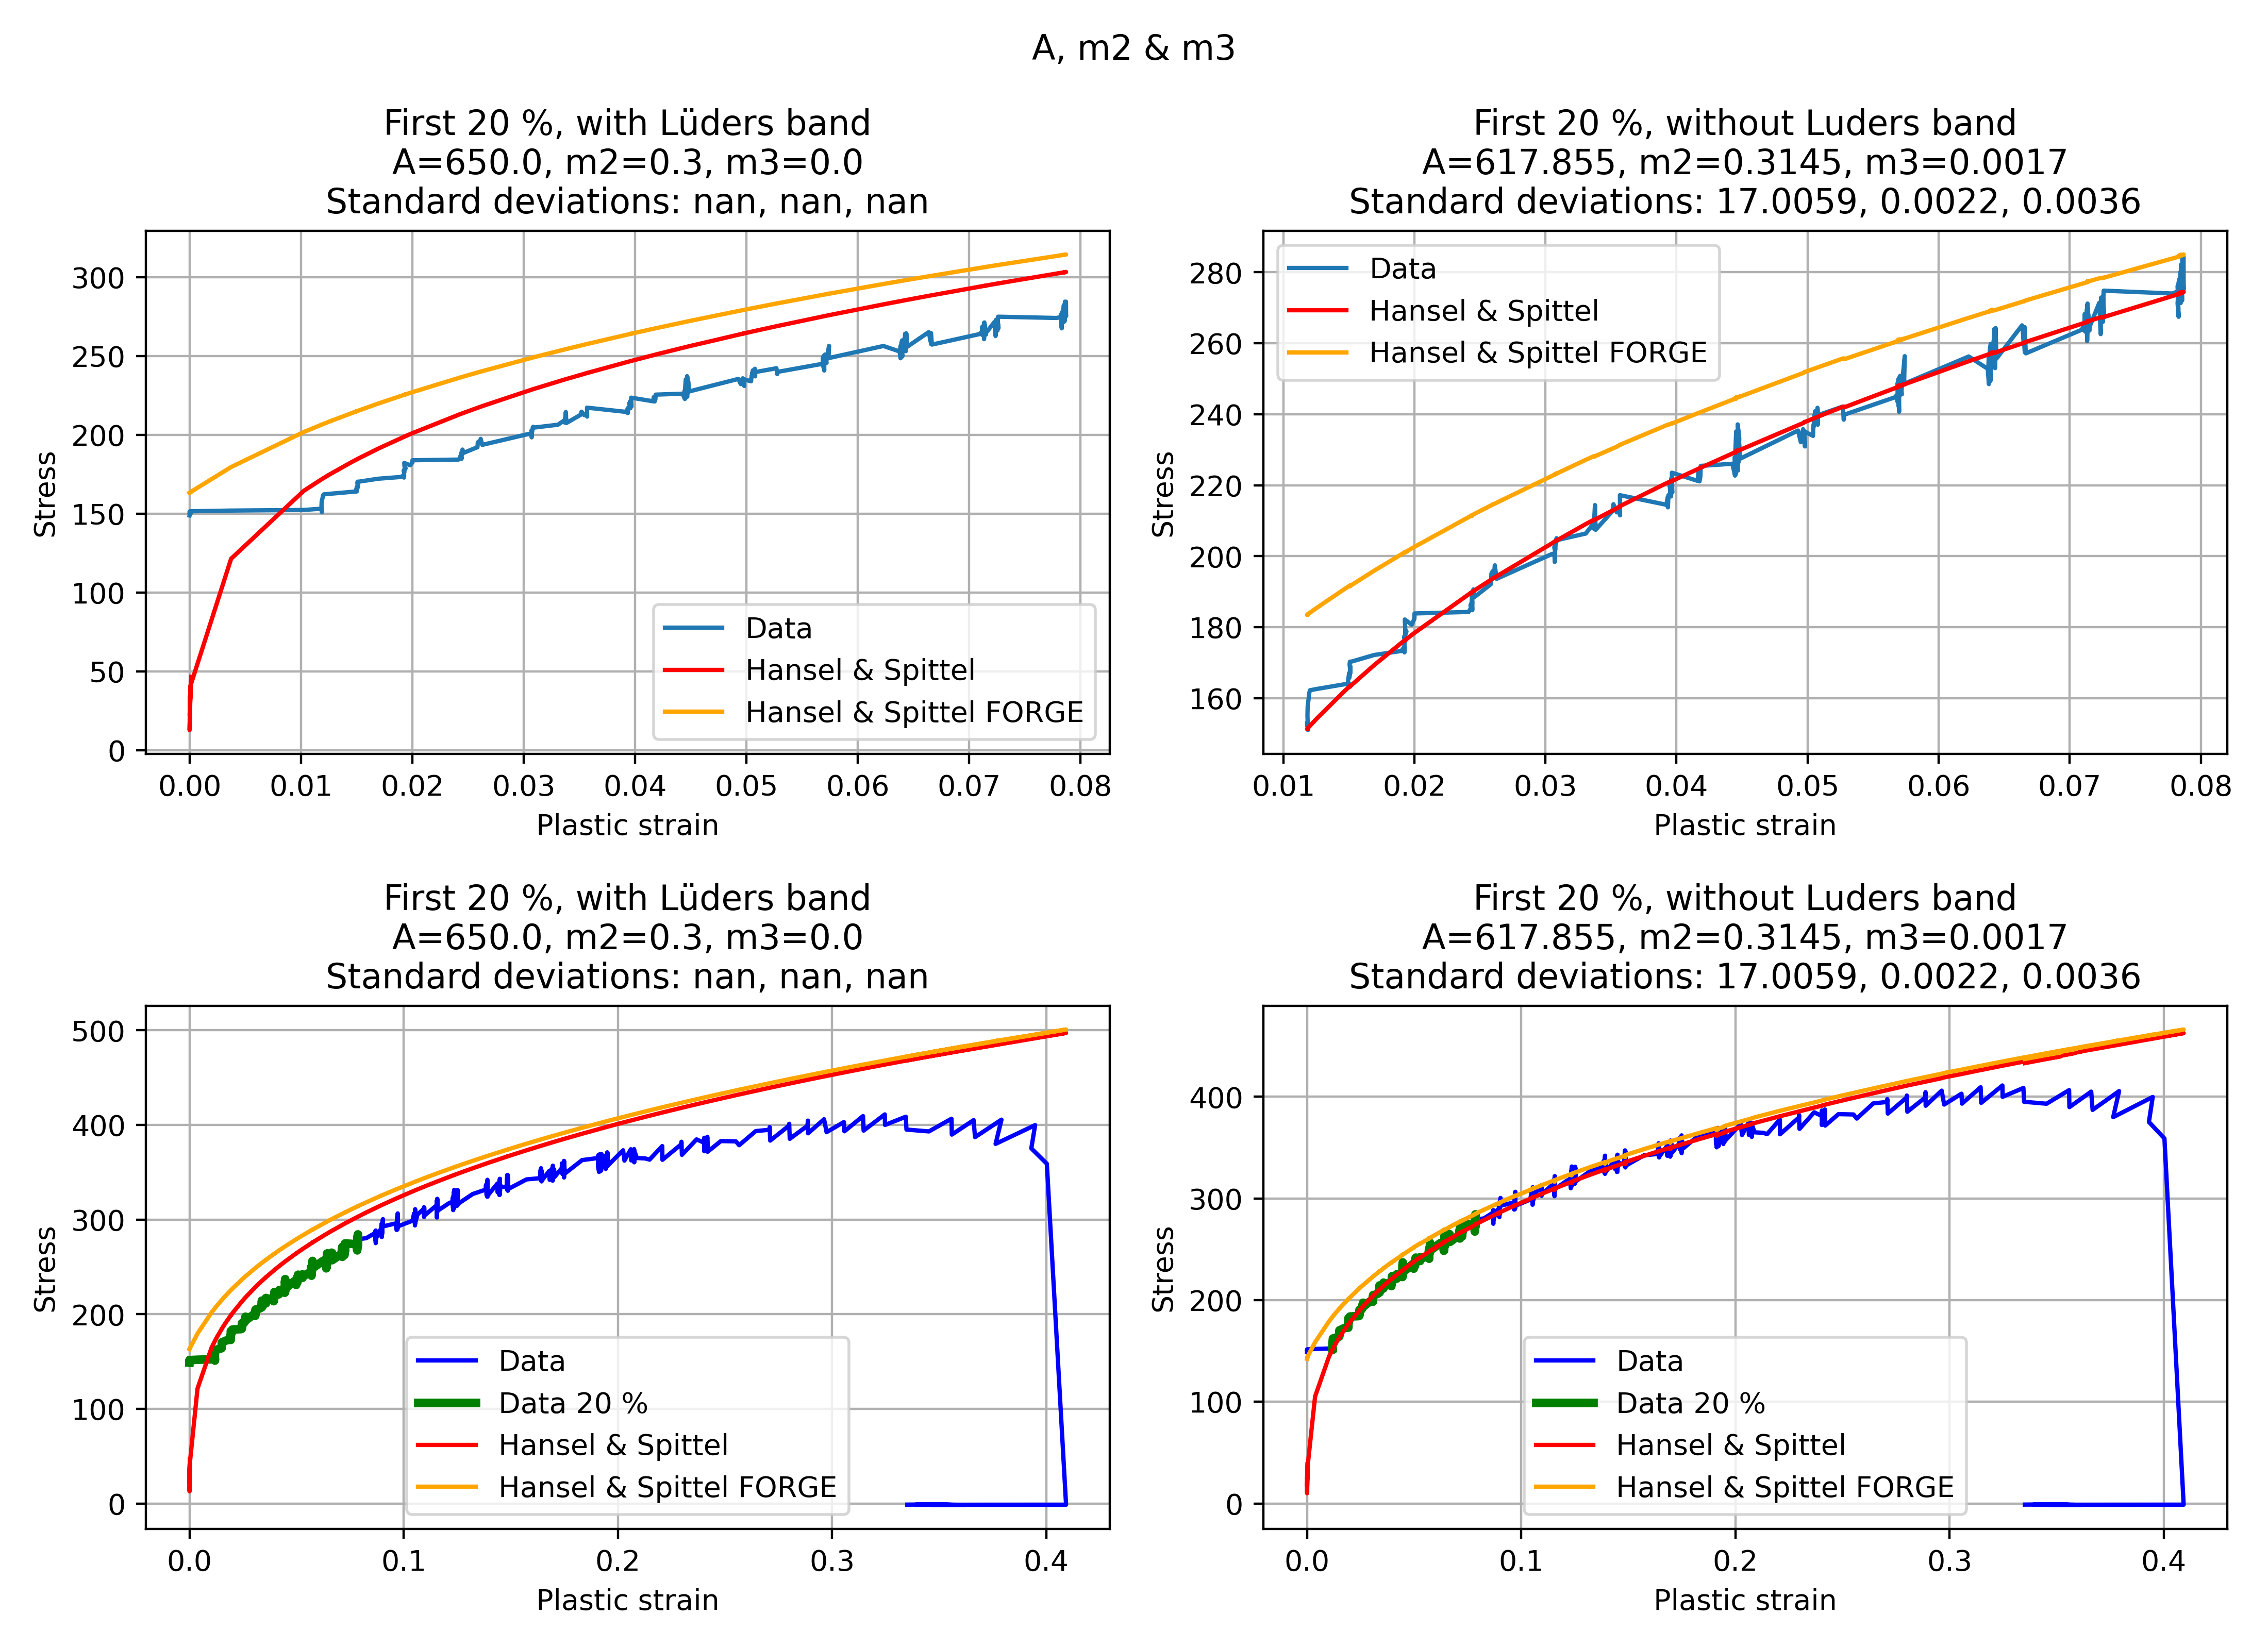 A, m2 & m3
First 20 %, with Lüders band
A=650.0, m2=0.3, m3=0.0
Standard deviations: nan, nan, nan
300
250
200
150
100
50
0
Stress
0.00 0.01 0.02 0.03 0.04 0.05 0.06 0.07 0.08
Plastic strain
Data
Hansel & Spittel
Hansel & Spittel FORGE
First 20 %, without Luders band
A=617.855, m2=0.3145, m3=0.0017
Standard deviations: 17.0059, 0.0022, 0.0036
280
260
240
220
200
180
160
Stress
0.01 0.02 0.03 0.04 0.05 0.06 0.07 0.08
Plastic strain
Data
Hansel & Spittel
Hansel & Spittel FORGE
First 20 %, with Lüders band
A=650.0, m2=0.3, m3=0.0
Standard deviations: nan, nan, nan
500
400
300
200
100
0
Stress
0.0 0.1 0.2 0.3 0.4
Plastic strain
Data
Data 20 %
Hansel & Spittel
Hansel & Spittel FORGE
First 20 %, without Luders band
A=617.855, m2=0.3145, m3=0.0017
Standard deviations: 17.0059, 0.0022, 0.0036
400
300
200
100
0
Stress
0.0 0.1 0.2 0.3 0.4
Plastic strain
Data
Data 20 %
Hansel & Spittel
Hansel & Spittel FORGE